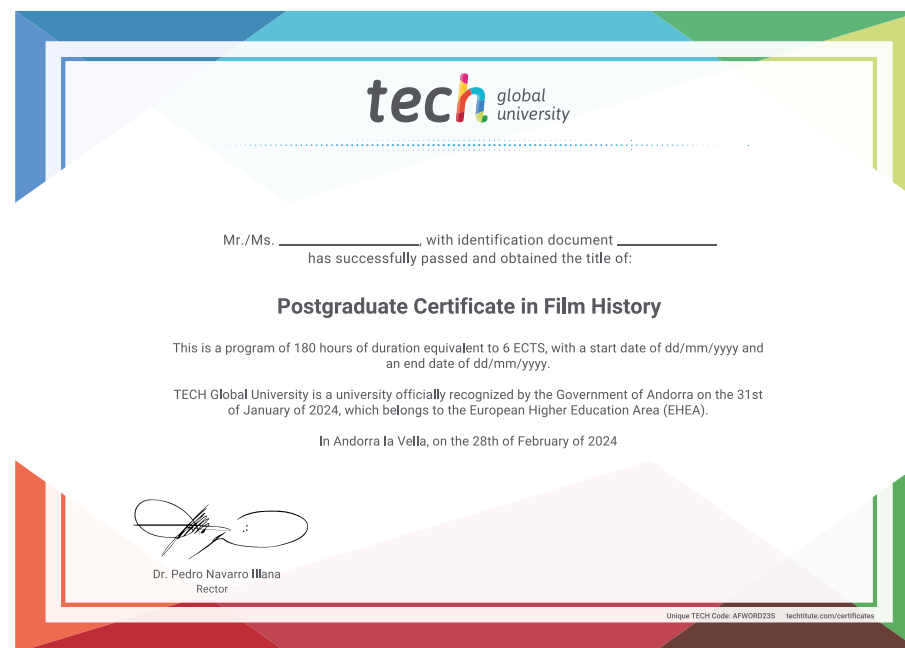 tech global university
Mr./Ms. ____________, with identification document ____________
has successfully passed and obtained the title of:
Postgraduate Certificate in Film History
This is a program of 180 hours of duration equivalent to 6 ECTS, with a start date of dd/mm/yyyy and
an end date of dd/mm/yyyy.
TECH Global University is a university officially recognized by the Government of Andorra on the 31st
of January of 2024, which belongs to the European Higher Education Area (EHEA).
In Andorra la Vella, on the 28th of February of 2024
Dr. Pedro Navarro Illana
Rector
Unique TECH Code: AFWORD23S techtitute.com/certificates